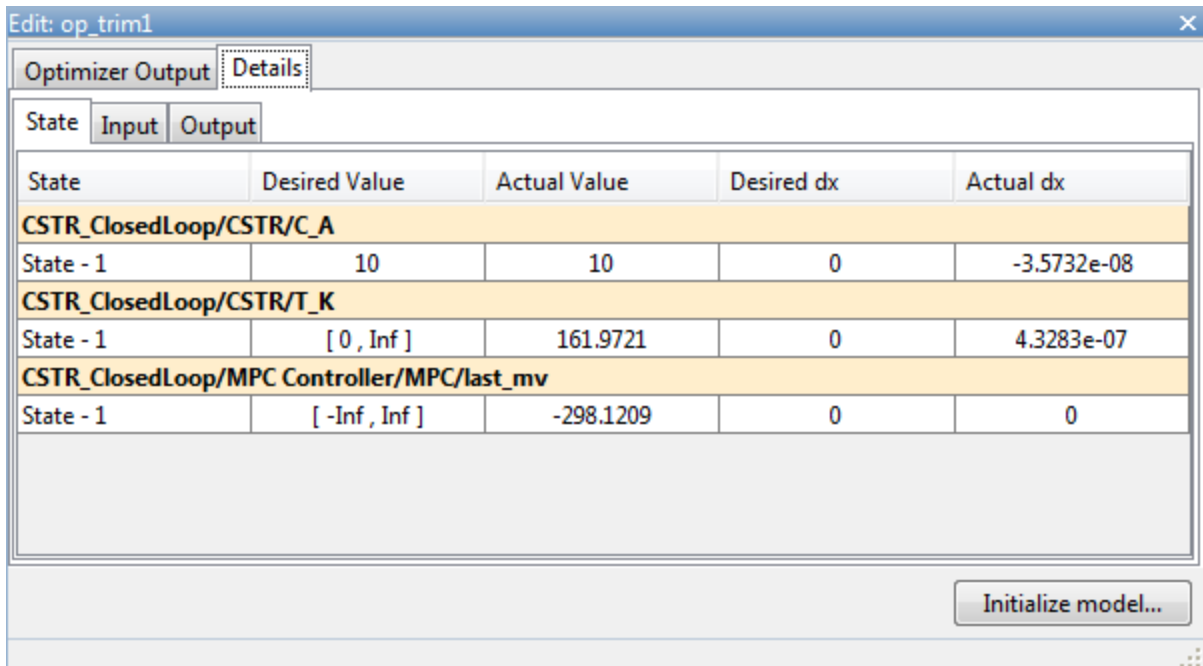 Edit: op_trim1
Optimizer Output Details
State Input Output
State Desired Value Actual Value Desired dx Actual dx
CSTR_ClosedLoop/CSTR/C_A
State - 1 10 10 0 -3.5732e-08
CSTR_ClosedLoop/CSTR/T_K
State - 1 [ 0 , Inf ] 161.9721 0 4.3283e-07
CSTR_ClosedLoop/MPC Controller/MPC/last_mv
State - 1 [ -Inf , Inf ] -298.1209 0 0
Initialize model...